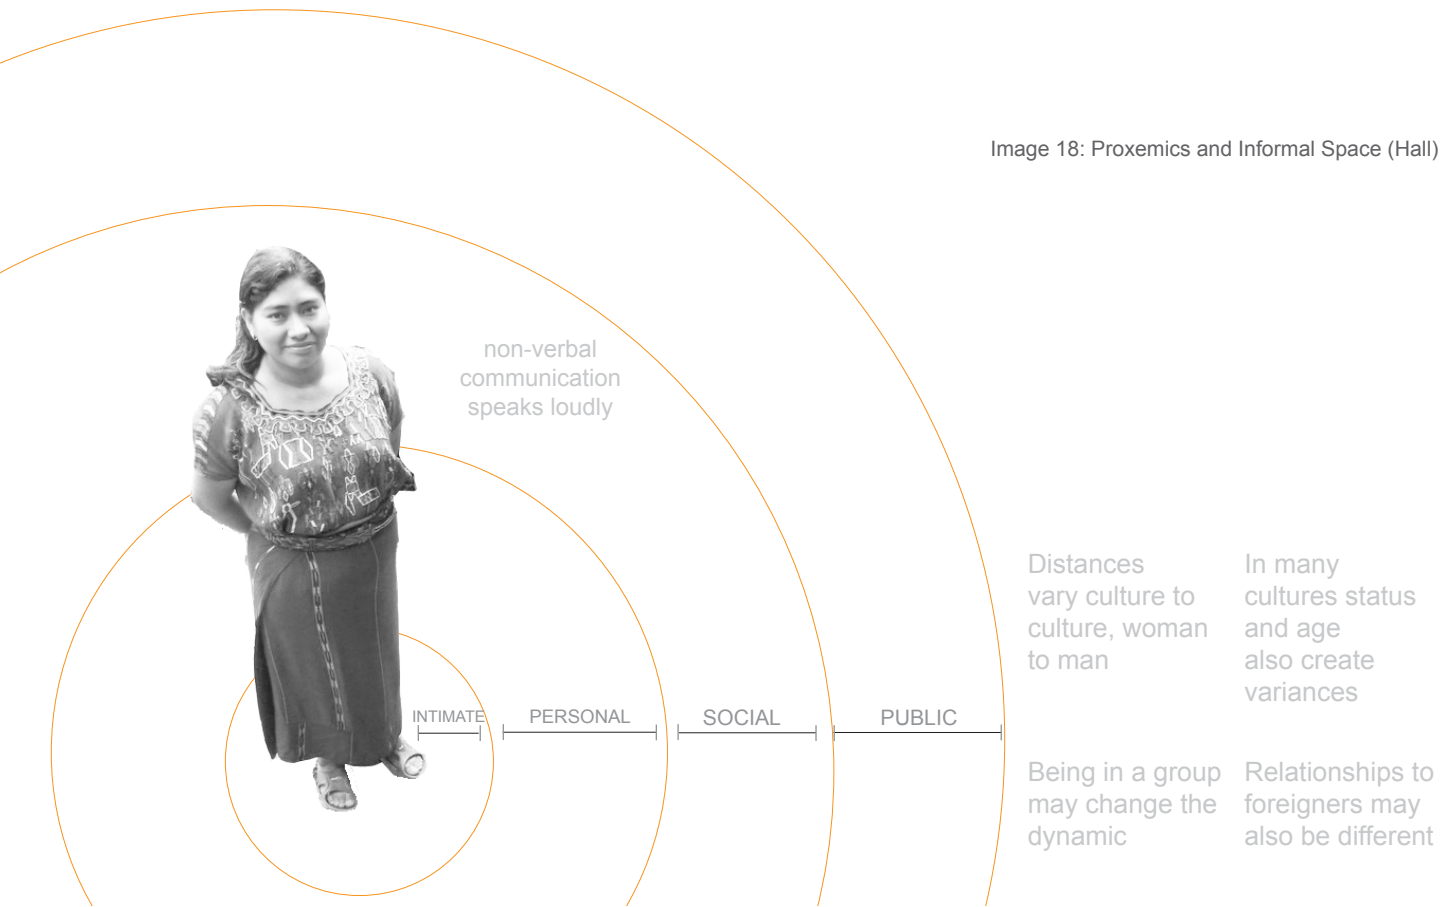 Image 18: Proxemics and Informal Space (Hall)
non-verbal
communication
speaks loudly
INTIMATE
PERSONAL
SOCIAL
PUBLIC
Distances
vary culture to
culture, woman
to man
In many
cultures status
and age
also create
variances
Being in a group
may change the
dynamic
Relationships to
foreigners may
also be different